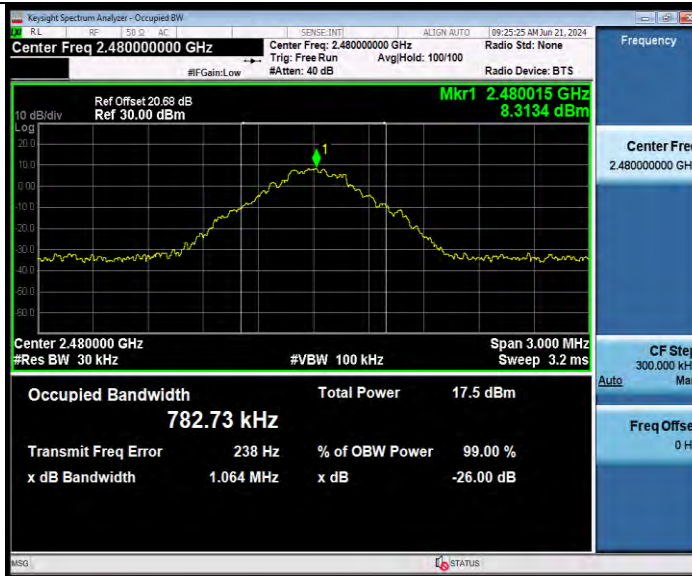 Keysight Spectrum Analyzer - Occupied BW
RL RF 50 Ω AC SENSE:INT ALIGN AUTO 09:25:25 AM Jun 21, 2024
Center Freq 2.480000000 GHz
Center Freq: 2.480000000 GHz
Radio Std: None
Trig: Free Run Avg|Hold: 100/100
#IFGain:Low
#Atten: 40 dB
Radio Device: BTS
Frequency
Mkr1 2.480015 GHz
8.3134 dBm
Ref Offset 20.68 dB
10 dB/div Ref 30.00 dBm
Log
20.0
1
10.0
0.00
-10.0
-20.0
-30.0
-40.0
-50.0
-60.0
Center Fre
2.480000000 GH
Center 2.480000 GHz Span 3.000 MHz
#Res BW 30 kHz #VBW 100 kHz Sweep 3.2 ms
CF Step
300.000 kH
Auto Ma
Occupied Bandwidth Total Power 17.5 dBm
782.73 kHz
Transmit Freq Error 238 Hz % of OBW Power 99.00 %
x dB Bandwidth 1.064 MHz x dB -26.00 dB
Freq Offse
0 H
MSG STATUS